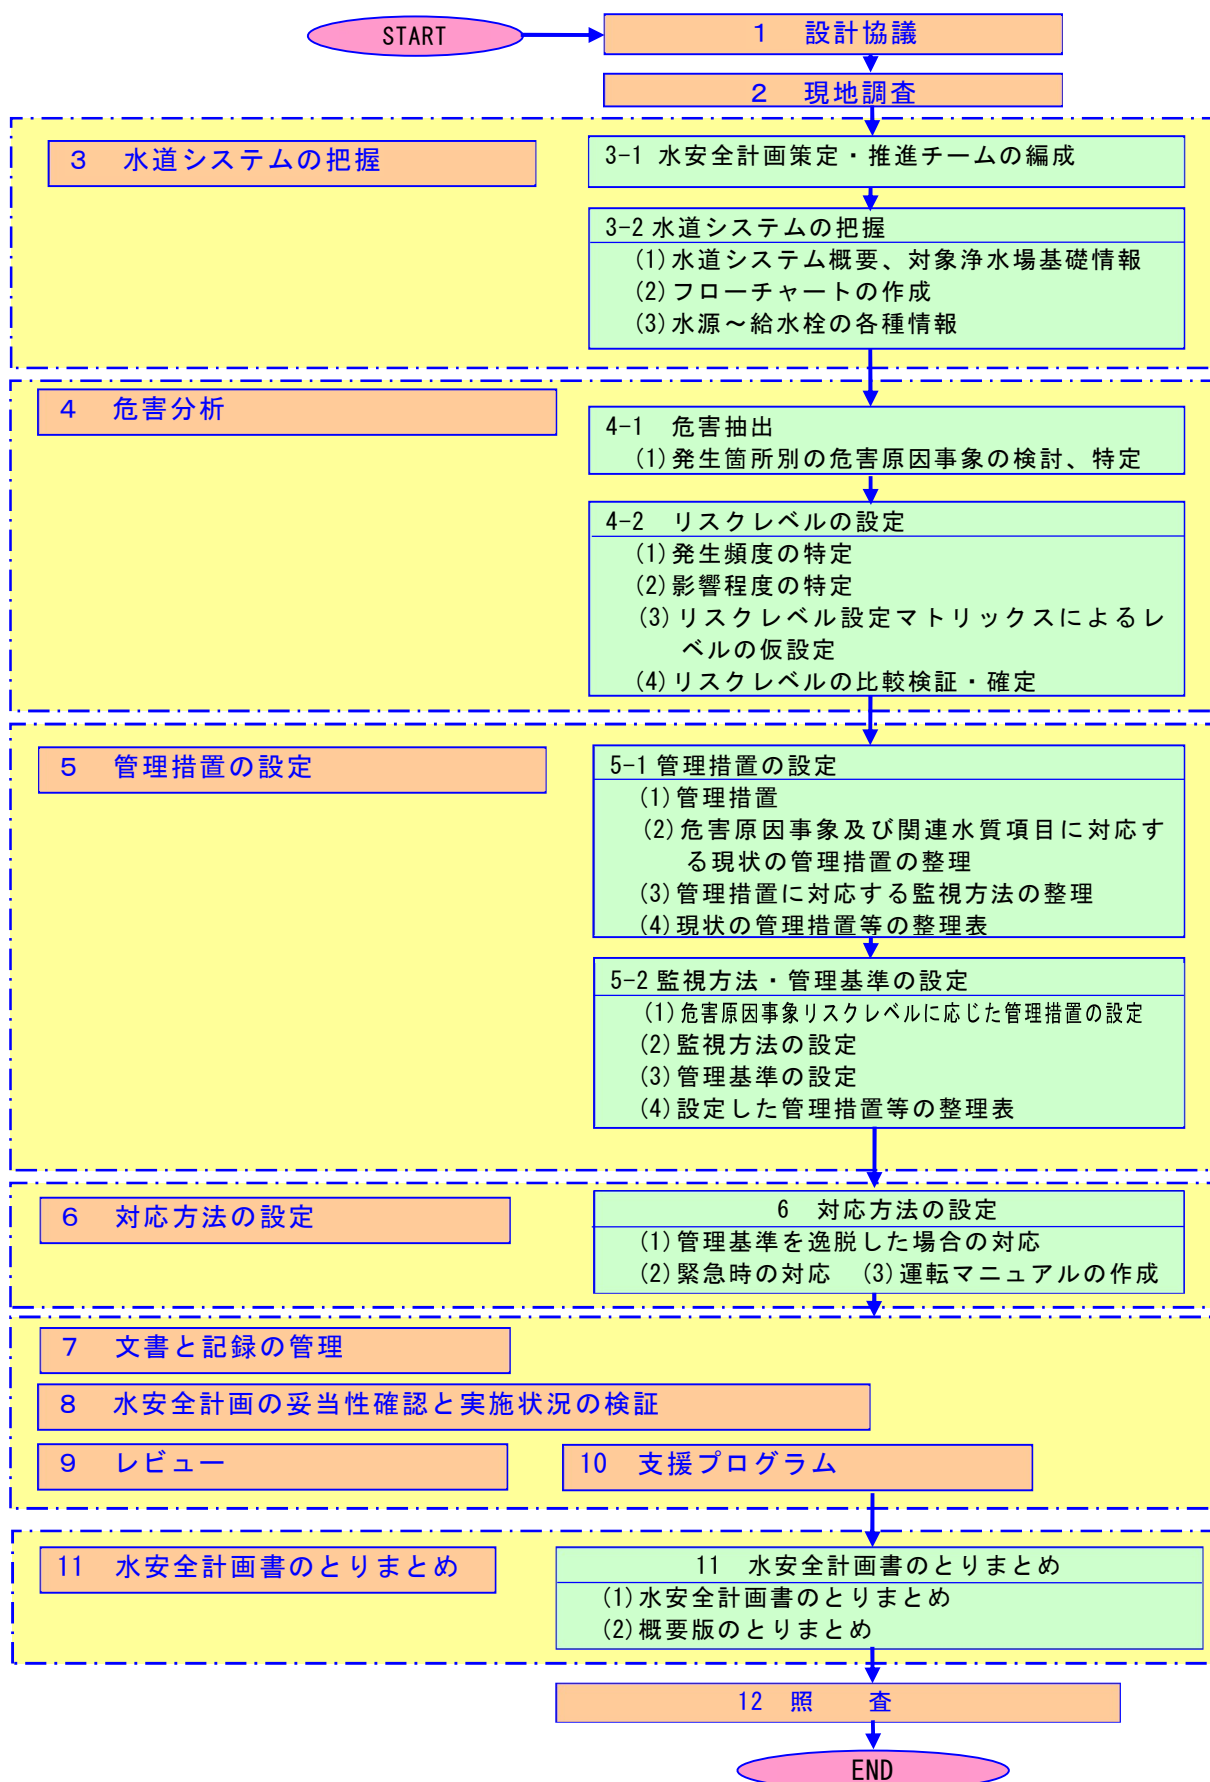 START
1 設計協議
2 現地調査
3 水道システムの把握
3-1 水安全計画策定・推進チームの編成
3-2 水道システムの把握
(1)水道システム概要、対象浄水場基礎情報
(2)フローチャートの作成
(3)水源～給水栓の各種情報
4 危害分析
4-1 危害抽出
(1)発生箇所別の危害原因事象の検討、特定
4-2 リスクレベルの設定
(1)発生頻度の特定
(2)影響程度の特定
(3)リスクレベル設定マトリックスによるレ
ベルの仮設定
(4)リスクレベルの比較検証・確定
5 管理措置の設定
5-1 管理措置の設定
(1)管理措置
(2)危害原因事象及び関連水質項目に対応す
る現状の管理措置の整理
(3)管理措置に対応する監視方法の整理
(4)現状の管理措置等の整理表
5-2 監視方法・管理基準の設定
(1)危害原因事象リスクレベルに応じた管理措置の設定
(2)監視方法の設定
(3)管理基準の設定
(4)設定した管理措置等の整理表
6 対応方法の設定
6 対応方法の設定
(1)管理基準を逸脱した場合の対応
(2)緊急時の対応 (3)運転マニュアルの作成
7 文書と記録の管理
8 水安全計画の妥当性確認と実施状況の検証
9 レビュー
10 支援プログラム
11 水安全計画書のとりまとめ
11 水安全計画書のとりまとめ
(1)水安全計画書のとりまとめ
(2)概要版のとりまとめ
12 照 査
END